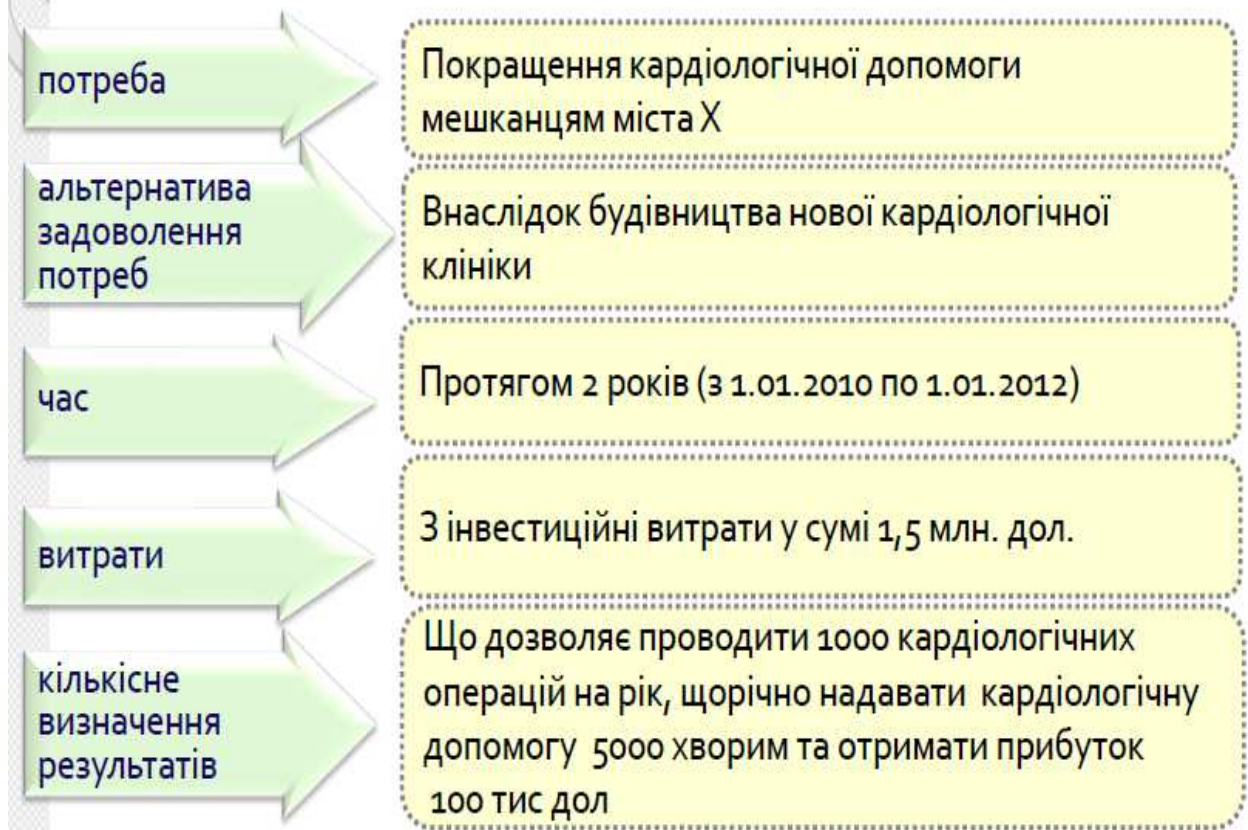 потреба
Покращення кардіологічної допомоги
мешканцям міста X
альтернатива
задоволення
потреб
Внаслідок будівництва нової кардіологічної
клініки
час
Протягом 2 років (з 1.01.2010 по 1.01.2012)
витрати
З інвестиційні витрати у сумі 1,5 млн. дол.
кількісне
визначення
результатів
Що дозволяє проводити 1000 кардіологічних
операцій на рік, щорічно надавати кардіологічну
допомогу 5000 хворим та отримати прибуток
100 тис дол